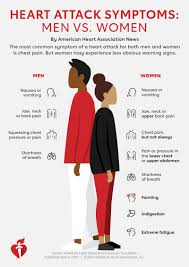 HEART ATTACK SYMPTOMS:
MEN VS. WOMEN
By American Heart Association News
The most common symptom of a heart attack for both men and women
is chest pain. But women may experience less obvious warning signs.
MEN
Nausea or
vomiting
Jaw, neck
or back pain
Squeezing chest
pressure or pain
Shortness
of breath
WOMEN
Nausea or
vomiting
Jaw, neck or
upper back pain
Chest pain,
but not always
Pain or pressure in
the lower chest or
upper abdomen
Shortness
of breath
Fainting
Indigestion
Extreme fatigue